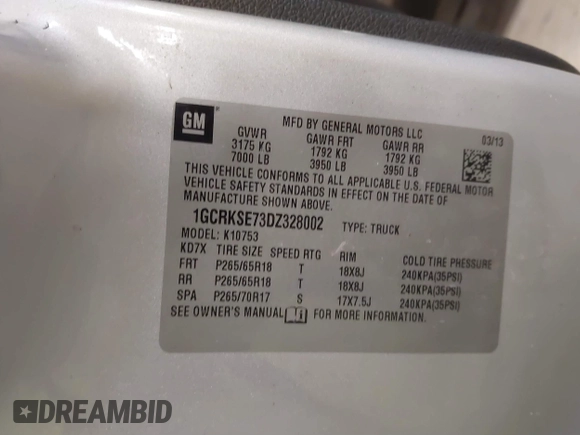 GM
MFD BY GENERAL MOTORS LLC
03/13
GVWR GAWR FRT GAWR RR
3175 KG 1792 KG 1792 KG
7000 LB 3950 LB 3950 LB
THIS VEHICLE CONFORMS TO ALL APPLICABLE U.S. FEDERAL MOTOR
VEHICLE SAFETY STANDARDS IN EFFECT ON THE DATE OF
MANUFACTURE SHOWN ABOVE.
1GCRKSE73DZ328002 TYPE: TRUCK
MODEL: K10753
KD7X TIRE SIZE SPEED RTG RIM COLD TIRE PRESSURE
FRT P265/65R18 T 18X8J 240KPA(35PSI)
RR P265/65R18 T 18X8J 240KPA(35PSI)
SPA P265/70R17 S 17X7.5J 240KPA(35PSI)
SEE OWNER'S MANUAL FOR MORE INFORMATION.
DREAMBID